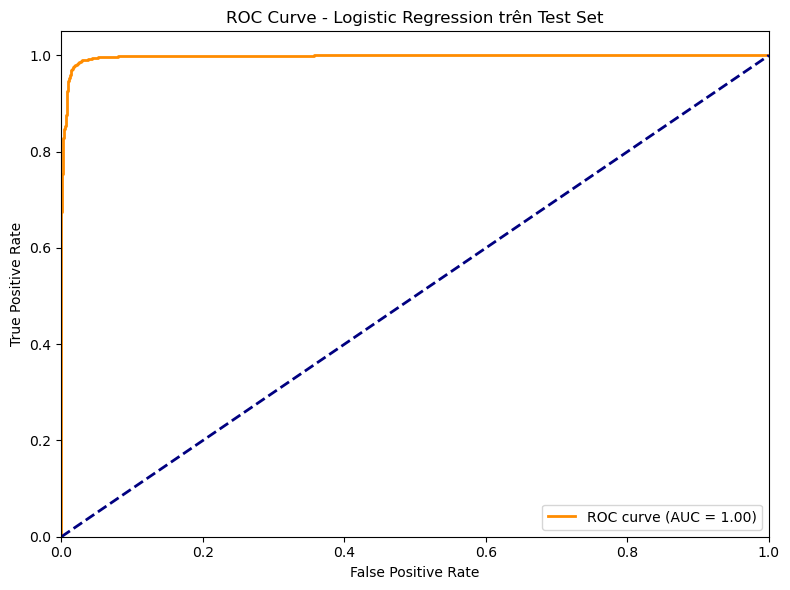 ROC Curve - Logistic Regression trên Test Set
1.0
0.8
0.6
0.4
0.2
0.0
True Positive Rate
ROC curve (AUC = 1.00)
0.0 0.2 0.4 0.6 0.8 1.0
False Positive Rate